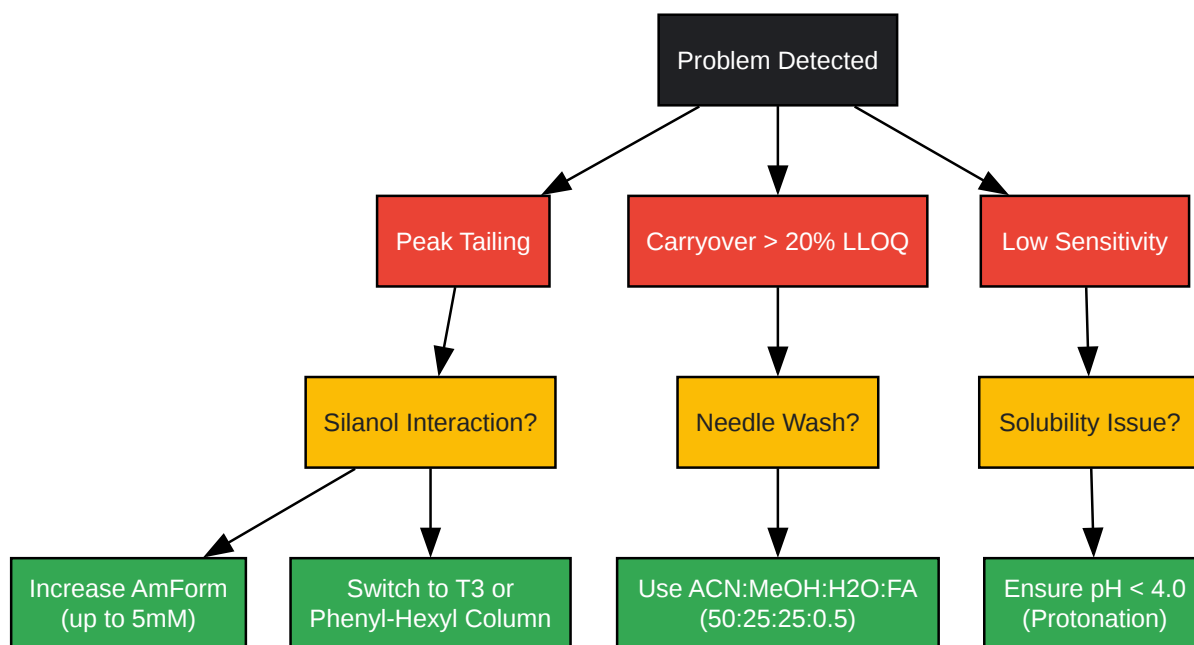 Problem Detected
Peak Tailing
Carryover > 20% LLOQ
Low Sensitivity
Silanol Interaction?
Needle Wash?
Solubility Issue?
Increase AmForm
(up to 5mM)
Switch to T3 or
Phenyl-Hexyl Column
Use ACN:MeOH:H2O:FA
(50:25:25:0.5)
Ensure pH < 4.0
(Protonation)